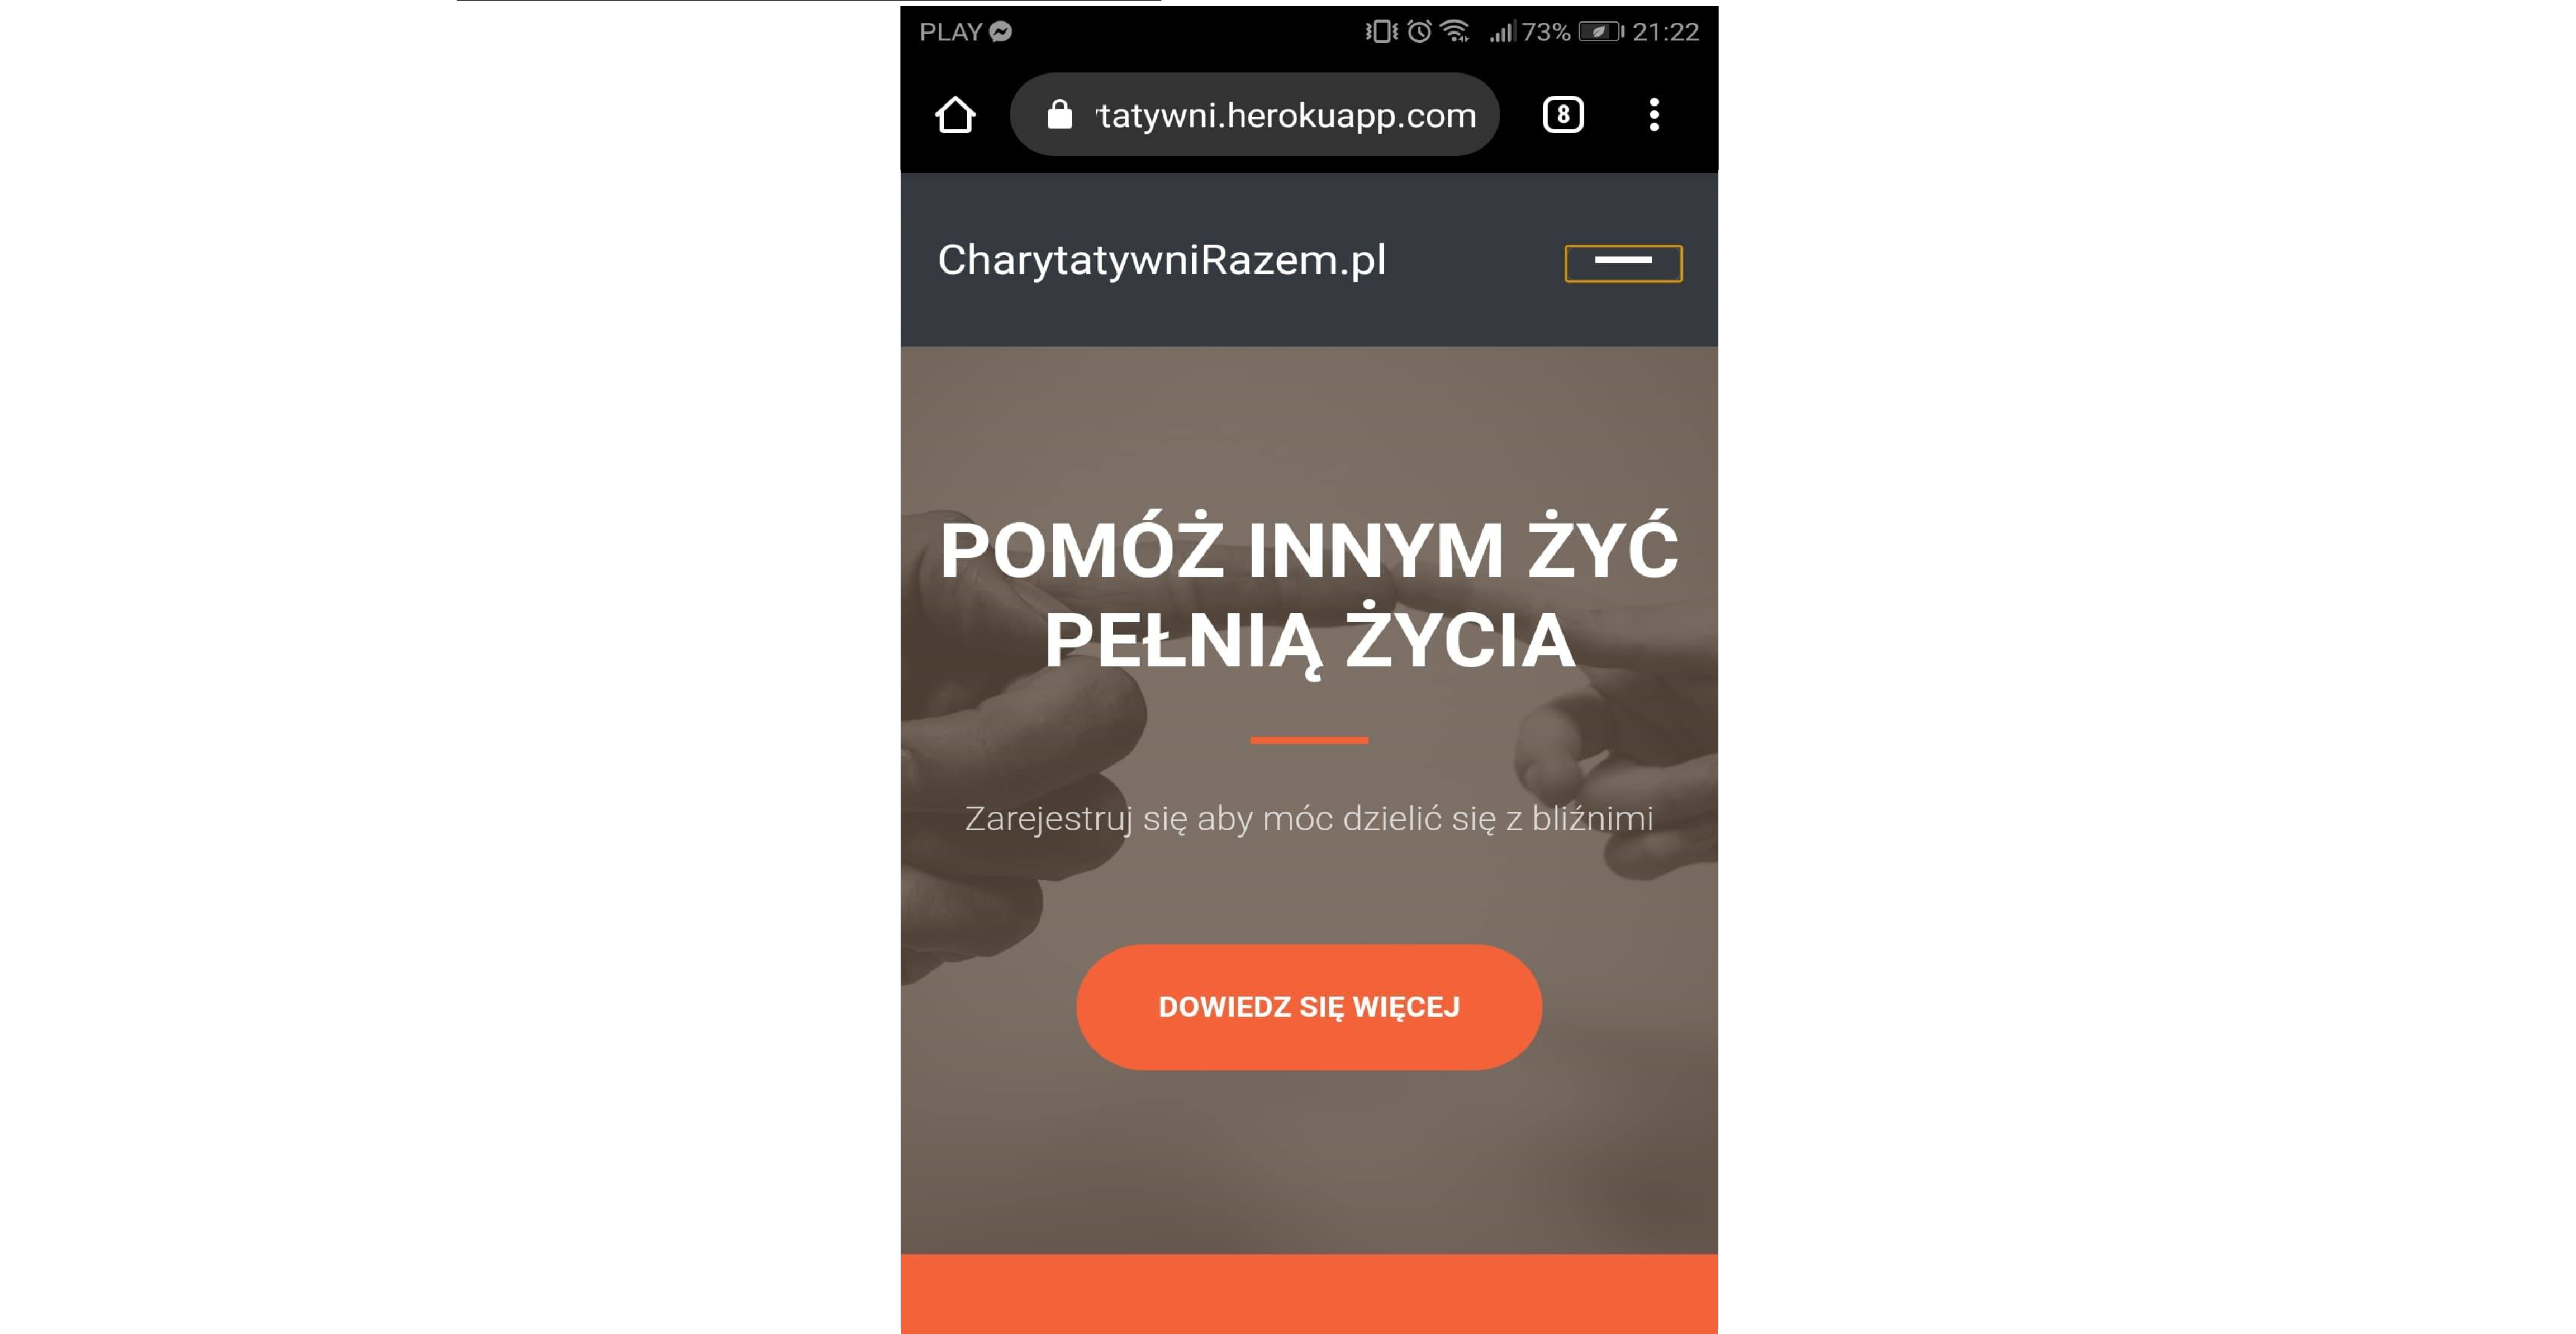 PLAY 73% 21:22
tatywni.herokuapp.com 8
CharytatywniRazem.pl
POMÓŻ INNYM ŻYĆ
PEŁNIĄ ŻYCIA
Zarejestruj się aby móc dzielić się z bliźnimi
DOWIEDZ SIĘ WIĘCEJ